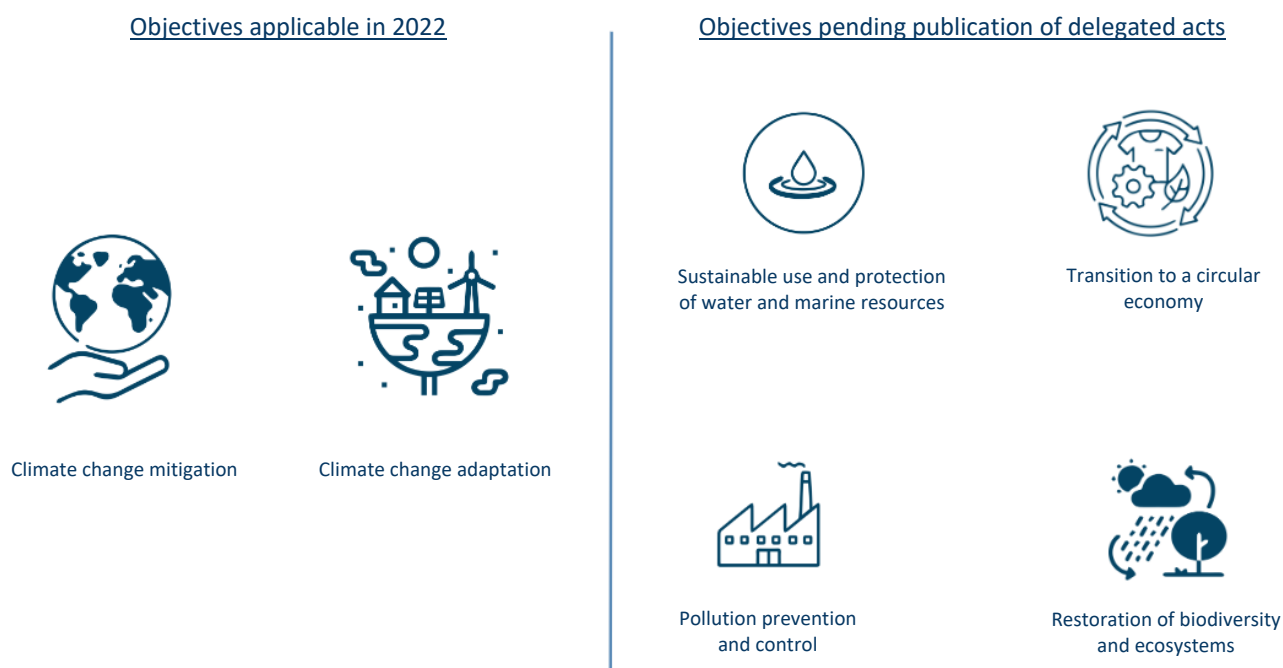 Objectives applicable in 2022
Climate change mitigation
Climate change adaptation
Objectives pending publication of delegated acts
Sustainable use and protection
of water and marine resources
Transition to a circular
economy
Pollution prevention
and control
Restoration of biodiversity
and ecosystems